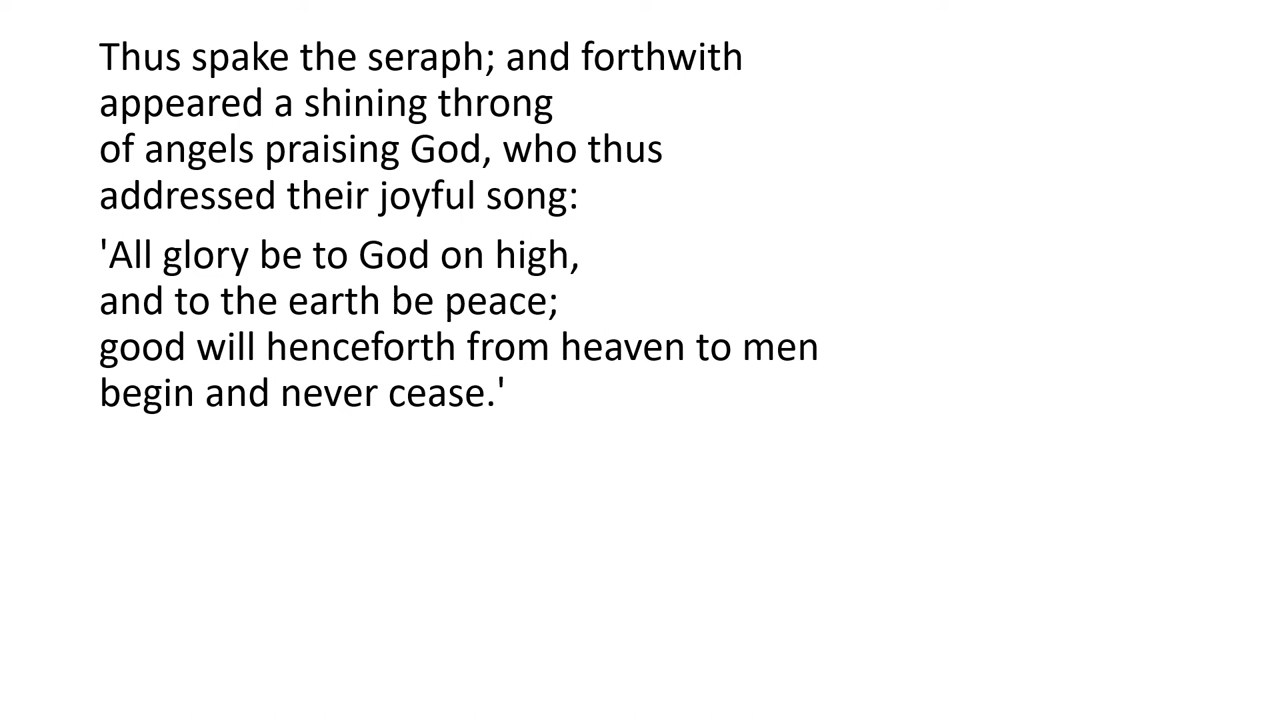 Thus spake the seraph; and forthwith
appeared a shining throng
of angels praising God, who thus
addressed their joyful song:
'All glory be to God on high,
and to the earth be peace;
good will henceforth from heaven to men
begin and never cease.'